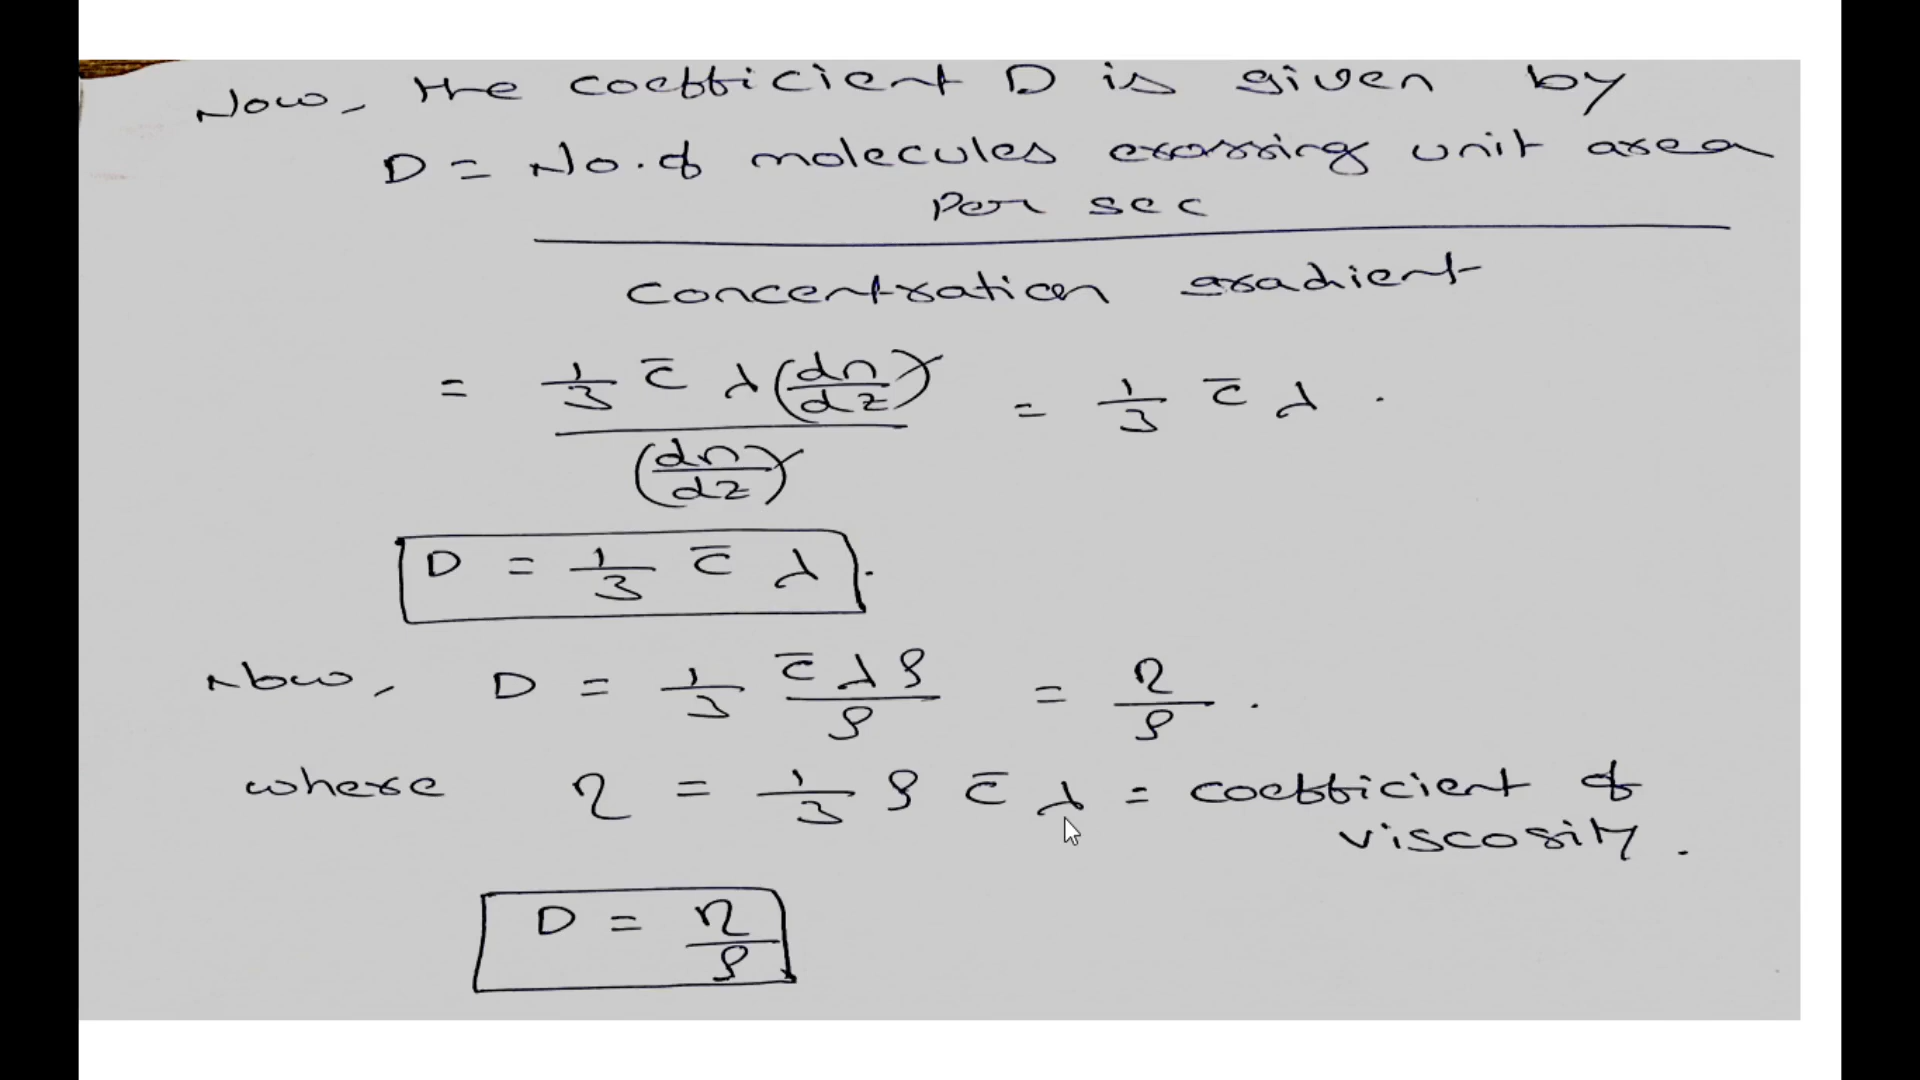 Now, the coefficient D is given by
D = No. of molecules crossing unit area
Per sec
concentration gradient
= 1/3 c̄ λ (dn/dz) / (dn/dz) = 1/3 c̄ λ .
D = 1/3 c̄ λ .
Now, D = 1/3 c̄ λ ρ / ρ = η/ρ .
where η = 1/3 ρ c̄ λ = coefficient of
viscosity .
D = η/ρ